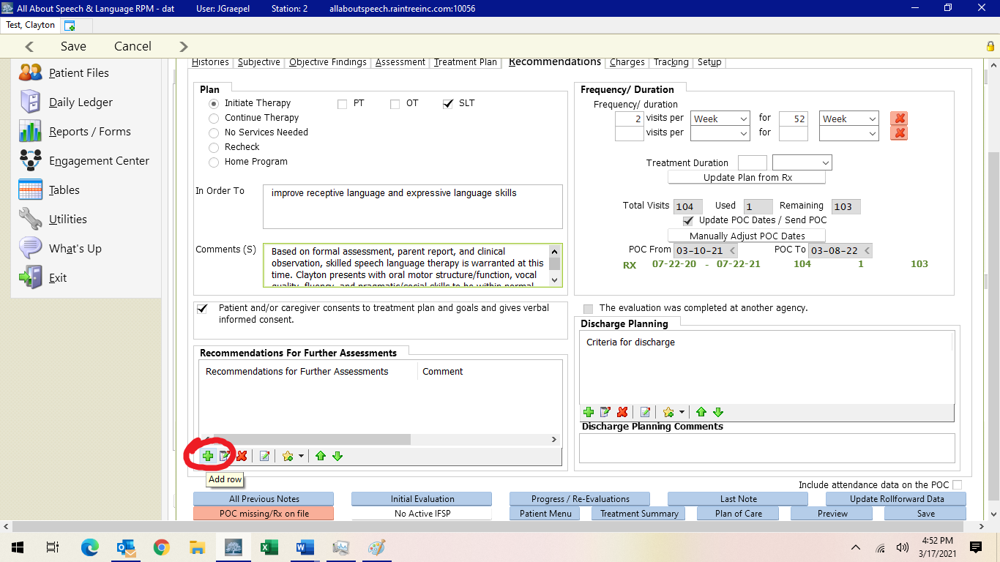 All About Speech & Language RPM - dat User: JGraepel Station: 2 allaboutspeech.raintreeinc.com:10056
Test, Clayton
Save Cancel
Patient Files
Daily Ledger
Reports / Forms
Engagement Center
Tables
Utilities
What's Up
Exit
Histories Subjective Objective Findings Assessment Treatment Plan Recommendations Charges Tracking Setup
Plan
Initiate Therapy PT OT SLT
Continue Therapy
No Services Needed
Recheck
Home Program
In Order To improve receptive language and expressive language skills
Comments (S) Based on formal assessment, parent report, and clinical
observation, skilled speech language therapy is warranted at this
time. Clayton presents with oral motor structure/function, vocal
quality, fluency, and pragmatic/social skills to be within normal
Patient and/or caregiver consents to treatment plan and goals and gives verbal
informed consent.
Recommendations For Further Assessments
Recommendations for Further Assessments Comment
Add row
Frequency/ Duration
Frequency/ duration
2 visits per Week for 52 Week
visits per for
Treatment Duration
Update Plan from Rx
Total Visits 104 Used 1 Remaining 103
Update POC Dates / Send POC
Manually Adjust POC Dates
POC From 03-10-21 POC To 03-08-22
RX 07-22-20 - 07-22-21 104 1 103
The evaluation was completed at another agency.
Discharge Planning
Criteria for discharge
Discharge Planning Comments
Include attendance data on the POC
All Previous Notes Initial Evaluation Progress / Re-Evaluations Last Note Update Rollforward Data
POC missing/Rx on file No Active IFSP Patient Menu Treatment Summary Plan of Care Preview Save
4:52 PM
3/17/2021